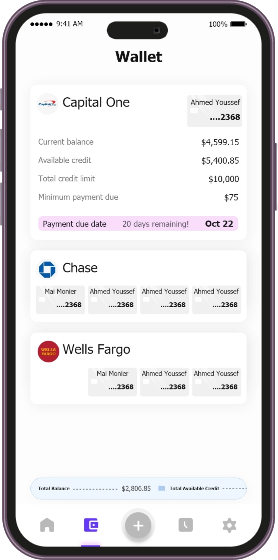 9:41 AM 100%
Wallet
Capital One
Ahmed Youssef
....2368
Current balance $4,599.15
Available credit $5,400.85
Total credit limit $10,000
Minimum payment due $75
Payment due date 20 days remaining! Oct 22
Chase
Mai Monier Ahmed Youssef Ahmed Youssef Ahmed Youssef
....2368 ....2368 ....2368 ....2368
WELLS FARGO Wells Fargo
Mai Monier Ahmed Youssef Ahmed Youssef
....2368 ....2368 ....2368
Total Balance $2,806.85 Total Available Credit